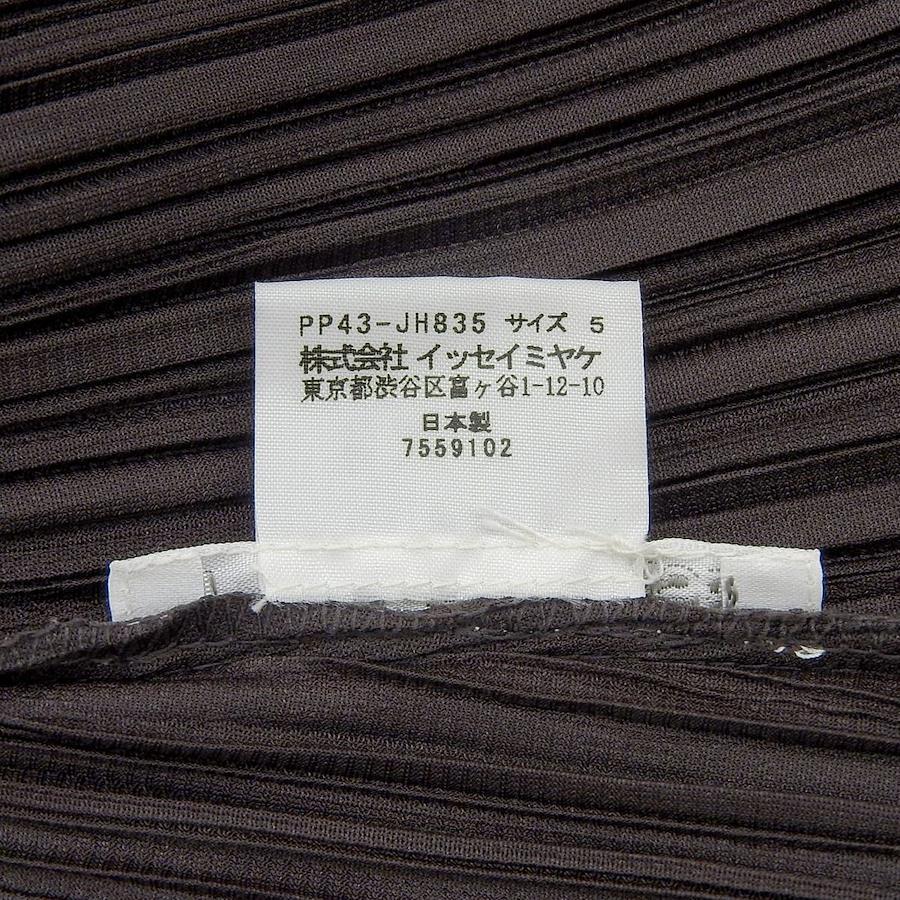 PP43-JH835 サイズ 5
株式会社 イッセイミヤケ
東京都渋谷区富ヶ谷1-12-10
日本製
7559102